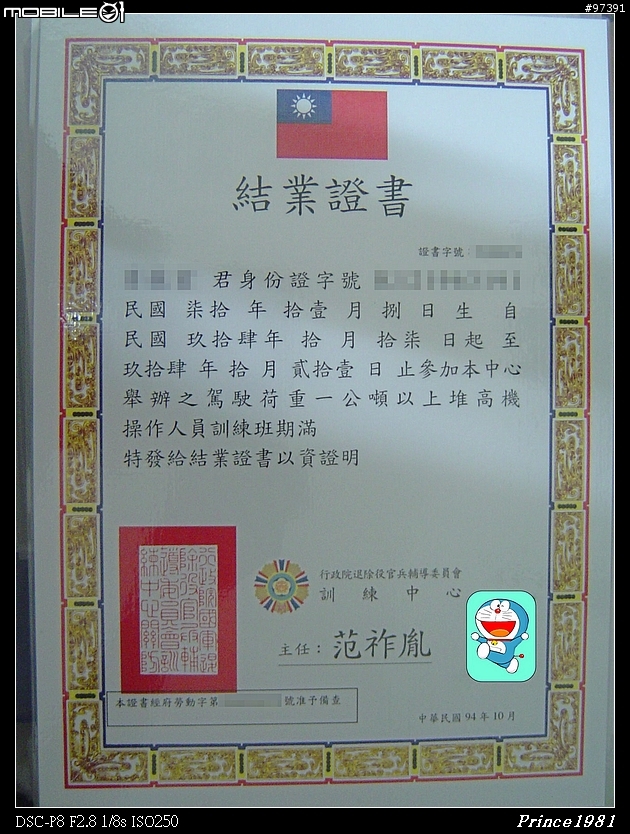 MOBILE01
#97391
結業證書
證書字號：
君身份證字號
民國 柒拾 年 拾壹 月 捌 日 生 自
民國 玖拾肆 年 拾 月 拾柒 日起 至
玖拾肆 年 拾 月 貳拾壹 日 止參加本中心
舉辦之駕駛荷重一公噸以上堆高機
操作人員訓練班期滿
特發給結業證書以資證明
行政院退除役官兵輔導委員會
訓練中心
主任：范祚胤
本證書經府勞動字第 號准予備查
中華民國 94 年 10 月
DSC-P8 F2.8 1/8s ISO250
Prince1981